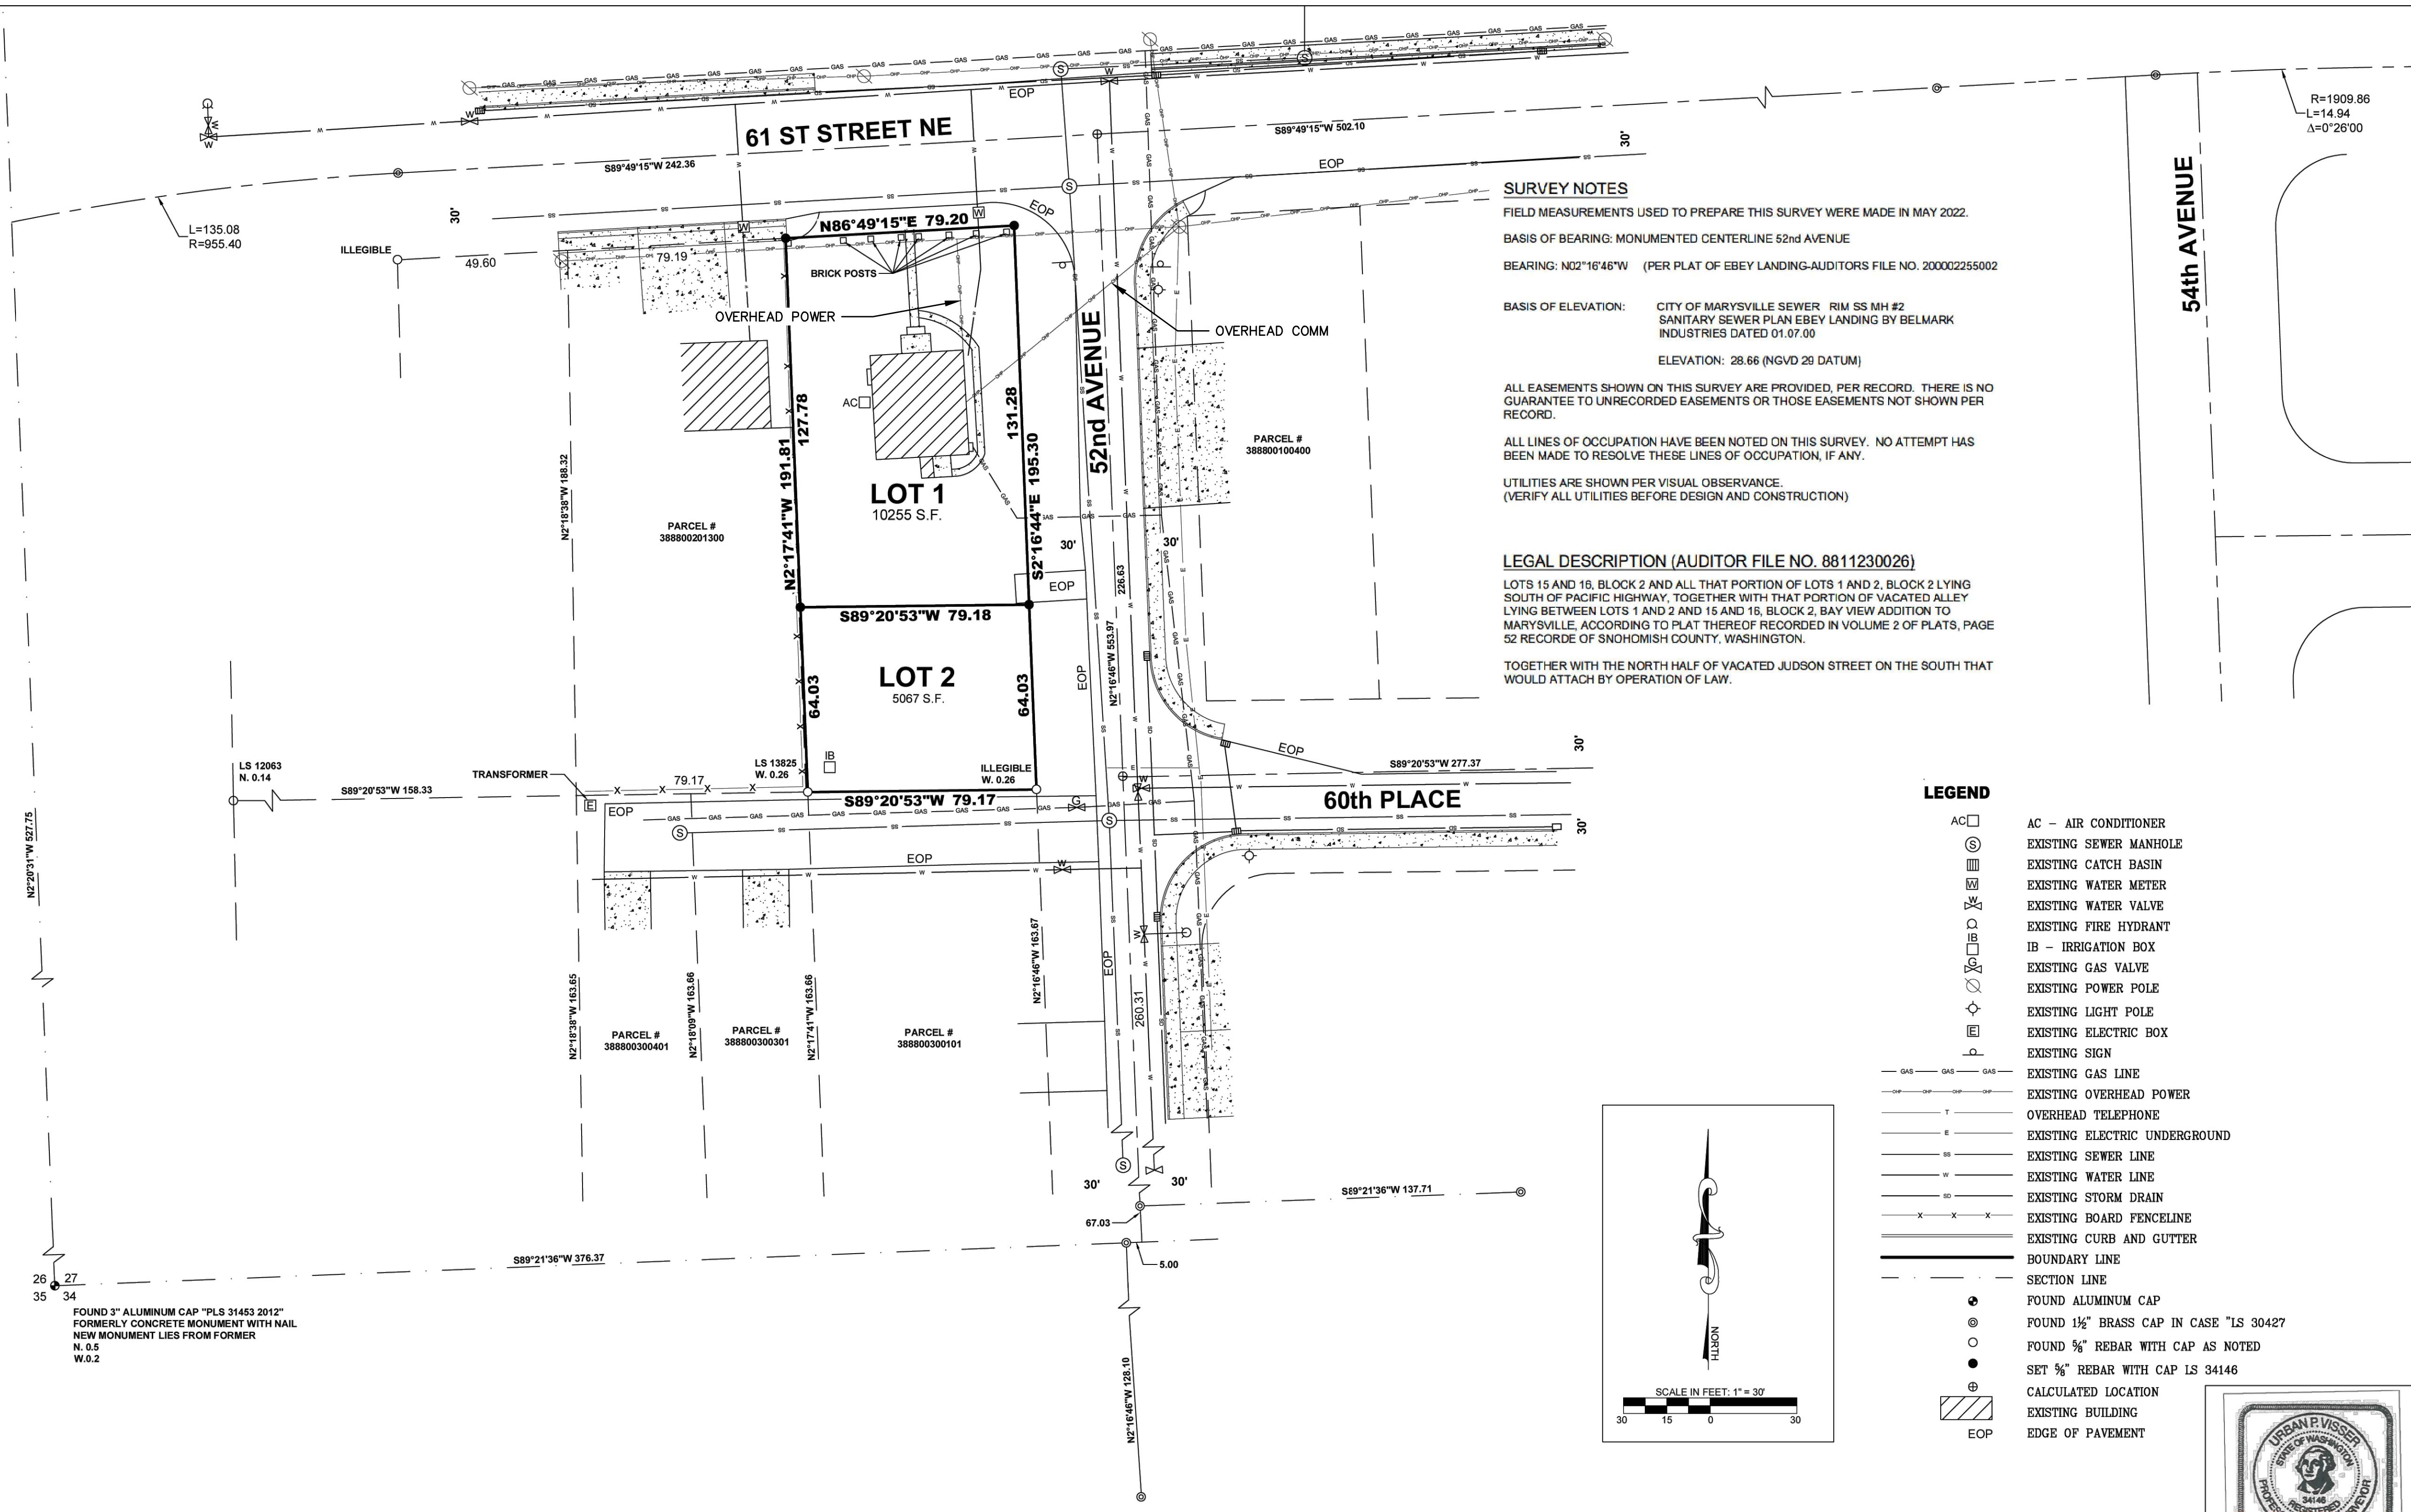 61 ST STREET NE
EOP
S89°49'15"W 502.10
S89°49'15"W 242.36
EOP
30'
30'
R=1909.86
L=14.94
Δ=0°26'00
54th AVENUE
L=135.08
R=955.40
ILLEGIBLE
49.60
79.19
N86°49'15"E 79.20
EOP
BRICK POSTS
OVERHEAD POWER
OVERHEAD COMM
52nd AVENUE
AC
127.78
131.28
N2°17'41"W 191.81
S2°16'44"E 195.30
N2°18'38"W 188.32
LOT 1
10255 S.F.
PARCEL #
388800201300
PARCEL #
388800100400
30'
30'
EOP
226.63
S89°20'53"W 79.18
N2°16'46"W 553.97
EOP
LOT 2
5067 S.F.
64.03
64.03
IB
LS 13825
W. 0.26
ILLEGIBLE
W. 0.26
LS 12063
N. 0.14
S89°20'53"W 158.33
TRANSFORMER
E
EOP
79.17
S89°20'53"W 79.17
EOP
S89°20'53"W 277.37
30'
60th PLACE
30'
EOP
EOP
N2°20'31"W 527.75
N2°18'38"W 163.65
N2°18'09"W 163.66
N2°17'41"W 163.66
N2°16'46"W 163.67
PARCEL #
388800300401
PARCEL #
388800300301
PARCEL #
388800300101
260.31
30'
30'
S89°21'36"W 137.71
67.03
5.00
S89°21'36"W 376.37
N2°16'46"W 128.10
26 27
35 34
FOUND 3" ALUMINUM CAP "PLS 31453 2012"
FORMERLY CONCRETE MONUMENT WITH NAIL
NEW MONUMENT LIES FROM FORMER
N. 0.5
W.0.2
SURVEY NOTES
FIELD MEASUREMENTS USED TO PREPARE THIS SURVEY WERE MADE IN MAY 2022.
BASIS OF BEARING: MONUMENTED CENTERLINE 52nd AVENUE
BEARING: N02°16'46"W (PER PLAT OF EBEY LANDING-AUDITORS FILE NO. 200002255002
BASIS OF ELEVATION: CITY OF MARYSVILLE SEWER RIM SS MH #2
SANITARY SEWER PLAN EBEY LANDING BY BELMARK
INDUSTRIES DATED 01.07.00
ELEVATION: 28.66 (NGVD 29 DATUM)
ALL EASEMENTS SHOWN ON THIS SURVEY ARE PROVIDED, PER RECORD. THERE IS NO
GUARANTEE TO UNRECORDED EASEMENTS OR THOSE EASEMENTS NOT SHOWN PER
RECORD.
ALL LINES OF OCCUPATION HAVE BEEN NOTED ON THIS SURVEY. NO ATTEMPT HAS
BEEN MADE TO RESOLVE THESE LINES OF OCCUPATION, IF ANY.
UTILITIES ARE SHOWN PER VISUAL OBSERVANCE.
(VERIFY ALL UTILITIES BEFORE DESIGN AND CONSTRUCTION)
LEGAL DESCRIPTION (AUDITOR FILE NO. 8811230026)
LOTS 15 AND 16, BLOCK 2 AND ALL THAT PORTION OF LOTS 1 AND 2, BLOCK 2 LYING
SOUTH OF PACIFIC HIGHWAY, TOGETHER WITH THAT PORTION OF VACATED ALLEY
LYING BETWEEN LOTS 1 AND 2 AND 15 AND 16, BLOCK 2, BAY VIEW ADDITION TO
MARYSVILLE, ACCORDING TO PLAT THEREOF RECORDED IN VOLUME 2 OF PLATS, PAGE
52 RECORDE OF SNOHOMISH COUNTY, WASHINGTON.
TOGETHER WITH THE NORTH HALF OF VACATED JUDSON STREET ON THE SOUTH THAT
WOULD ATTACH BY OPERATION OF LAW.
LEGEND
AC AC - AIR CONDITIONER
S EXISTING SEWER MANHOLE
EXISTING CATCH BASIN
W EXISTING WATER METER
W EXISTING WATER VALVE
EXISTING FIRE HYDRANT
IB IB - IRRIGATION BOX
G EXISTING GAS VALVE
EXISTING POWER POLE
EXISTING LIGHT POLE
E EXISTING ELECTRIC BOX
EXISTING SIGN
GAS GAS GAS EXISTING GAS LINE
OHP OHP OHP OHP EXISTING OVERHEAD POWER
T OVERHEAD TELEPHONE
E EXISTING ELECTRIC UNDERGROUND
SS EXISTING SEWER LINE
W EXISTING WATER LINE
SD EXISTING STORM DRAIN
X X X EXISTING BOARD FENCELINE
EXISTING CURB AND GUTTER
BOUNDARY LINE
SECTION LINE
FOUND ALUMINUM CAP
FOUND 1½" BRASS CAP IN CASE "LS 30427
FOUND ⅝" REBAR WITH CAP AS NOTED
SET ⅝" REBAR WITH CAP LS 34146
CALCULATED LOCATION
EXISTING BUILDING
EOP EDGE OF PAVEMENT
NORTH
SCALE IN FEET: 1" = 30'
30 15 0 30
URBAN P. VISSER
STATE OF WASHINGTON
34146
REGISTERED